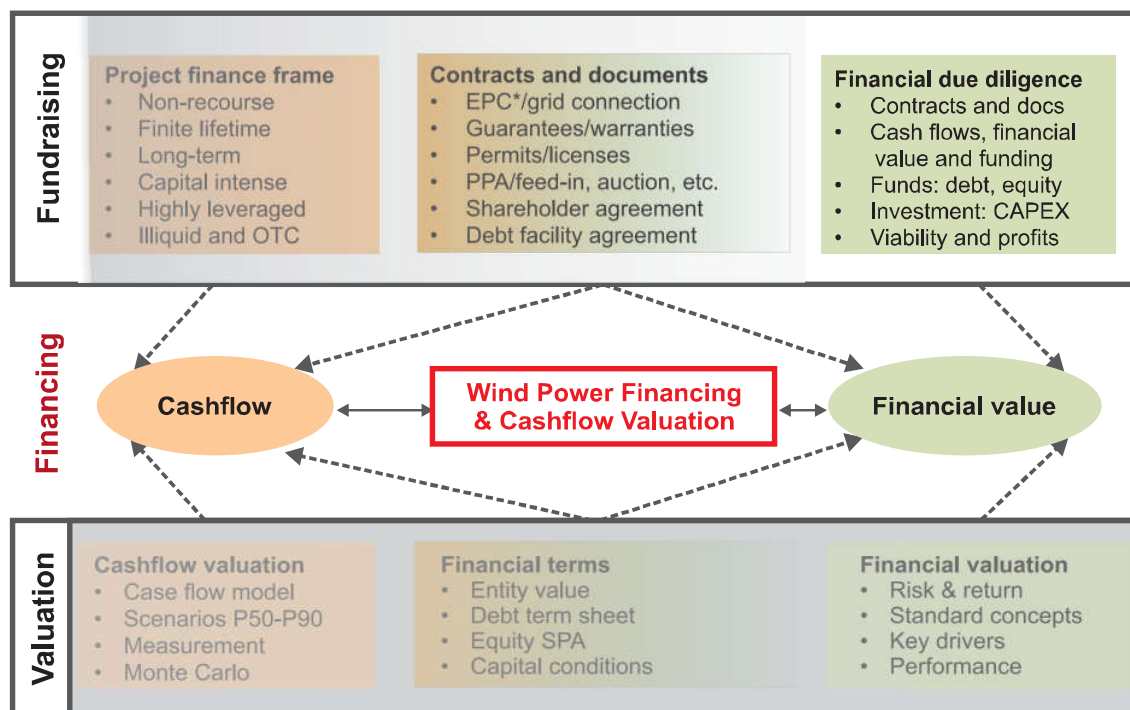 Fundraising
Project finance frame
• Non-recourse
• Finite lifetime
• Long-term
• Capital intense
• Highly leveraged
• Illiquid and OTC
Contracts and documents
• EPC*/grid connection
• Guarantees/warranties
• Permits/licenses
• PPA/feed-in, auction, etc.
• Shareholder agreement
• Debt facility agreement
Financial due diligence
• Contracts and docs
• Cash flows, financial
value and funding
• Funds: debt, equity
• Investment: CAPEX
• Viability and profits
Financing
Cashflow
Wind Power Financing
& Cashflow Valuation
Financial value
Valuation
Cashflow valuation
• Case flow model
• Scenarios P50-P90
• Measurement
• Monte Carlo
Financial terms
• Entity value
• Debt term sheet
• Equity SPA
• Capital conditions
Financial valuation
• Risk & return
• Standard concepts
• Key drivers
• Performance